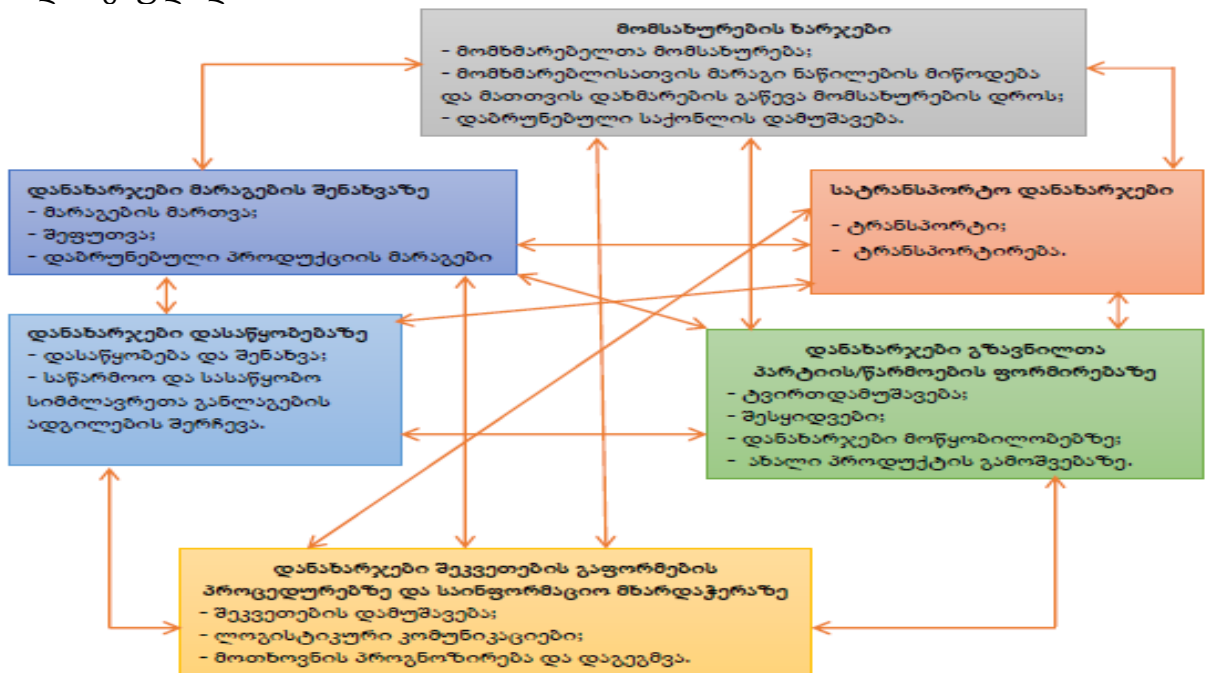 მომსახურების ხარჯები
- მომხმარებელთა მომსახურება;
- მომხმარებლისათვის მარაგი ნაწილების მიწოდება
და მათთვის დახმარების გაწევა მომსახურების დროს;
- დაბრუნებული საქონლის დამუშავება.
დანახარჯები მარაგების შენახვაზე
- მარაგების მართვა;
- შეფუთვა;
- დაბრუნებული პროდუქციის მარაგები
სატრანსპორტო დანახარჯები
- ტრანსპორტი;
- ტრანსპორტირება.
დანახარჯები დასაწყობებაზე
- დასაწყობება და შენახვა;
- საწარმოო და სასაწყობო
სიმძლავრეთა განლაგების
ადგილების შერჩევა.
დანახარჯები გზავნილთა
პარტიის/წარმოების ფორმირებაზე
- ტვირთდამუშავება;
- შესყიდვები;
- დანახარჯები მოწყობილობებზე;
- ახალი პროდუქტის გამოშვებაზე.
დანახარჯები შეკვეთების გაფორმების
პროცედურებზე და საინფორმაციო მხარდაჭერაზე
- შეკვეთების დამუშავება;
- ლოგისტიკური კომუნიკაციები;
- მოთხოვნის პროგნოზირება და დაგეგმვა.